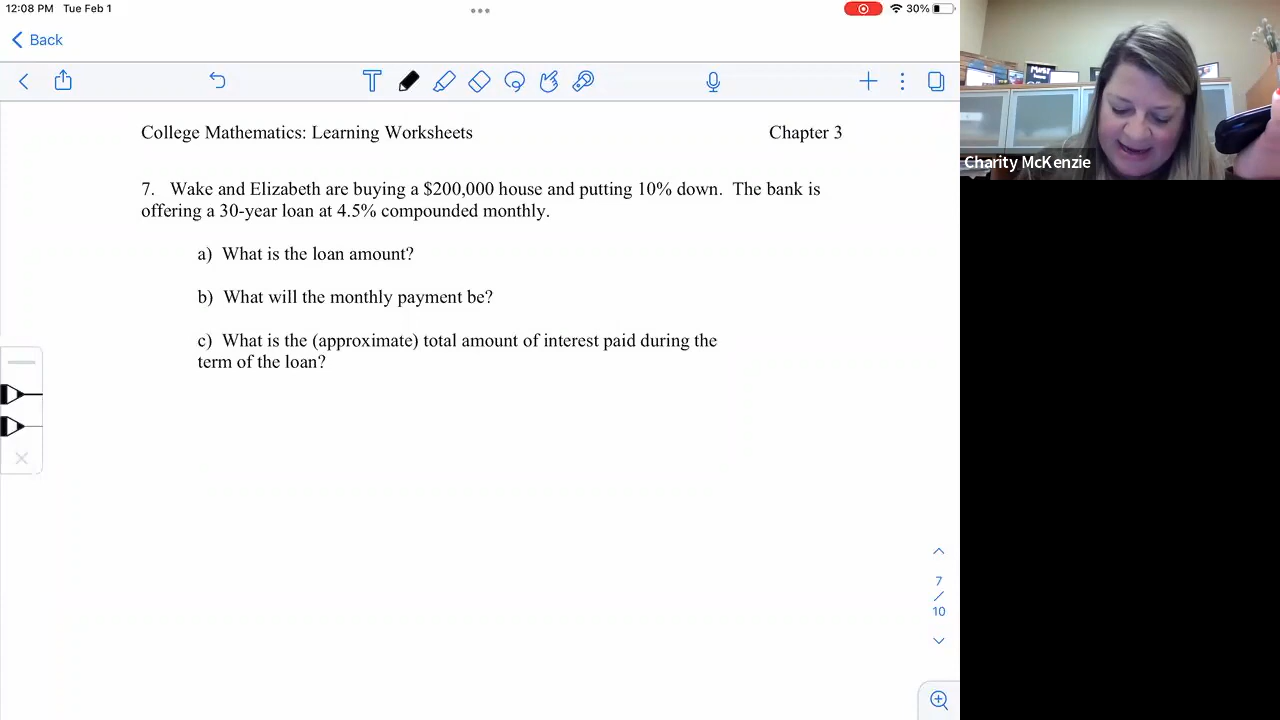 12:08 PM Tue Feb 1
30%
Back
College Mathematics: Learning Worksheets Chapter 3
7. Wake and Elizabeth are buying a $200,000 house and putting 10% down. The bank is
offering a 30-year loan at 4.5% compounded monthly.
a) What is the loan amount?
b) What will the monthly payment be?
c) What is the (approximate) total amount of interest paid during the
term of the loan?
7
/
10
Charity McKenzie